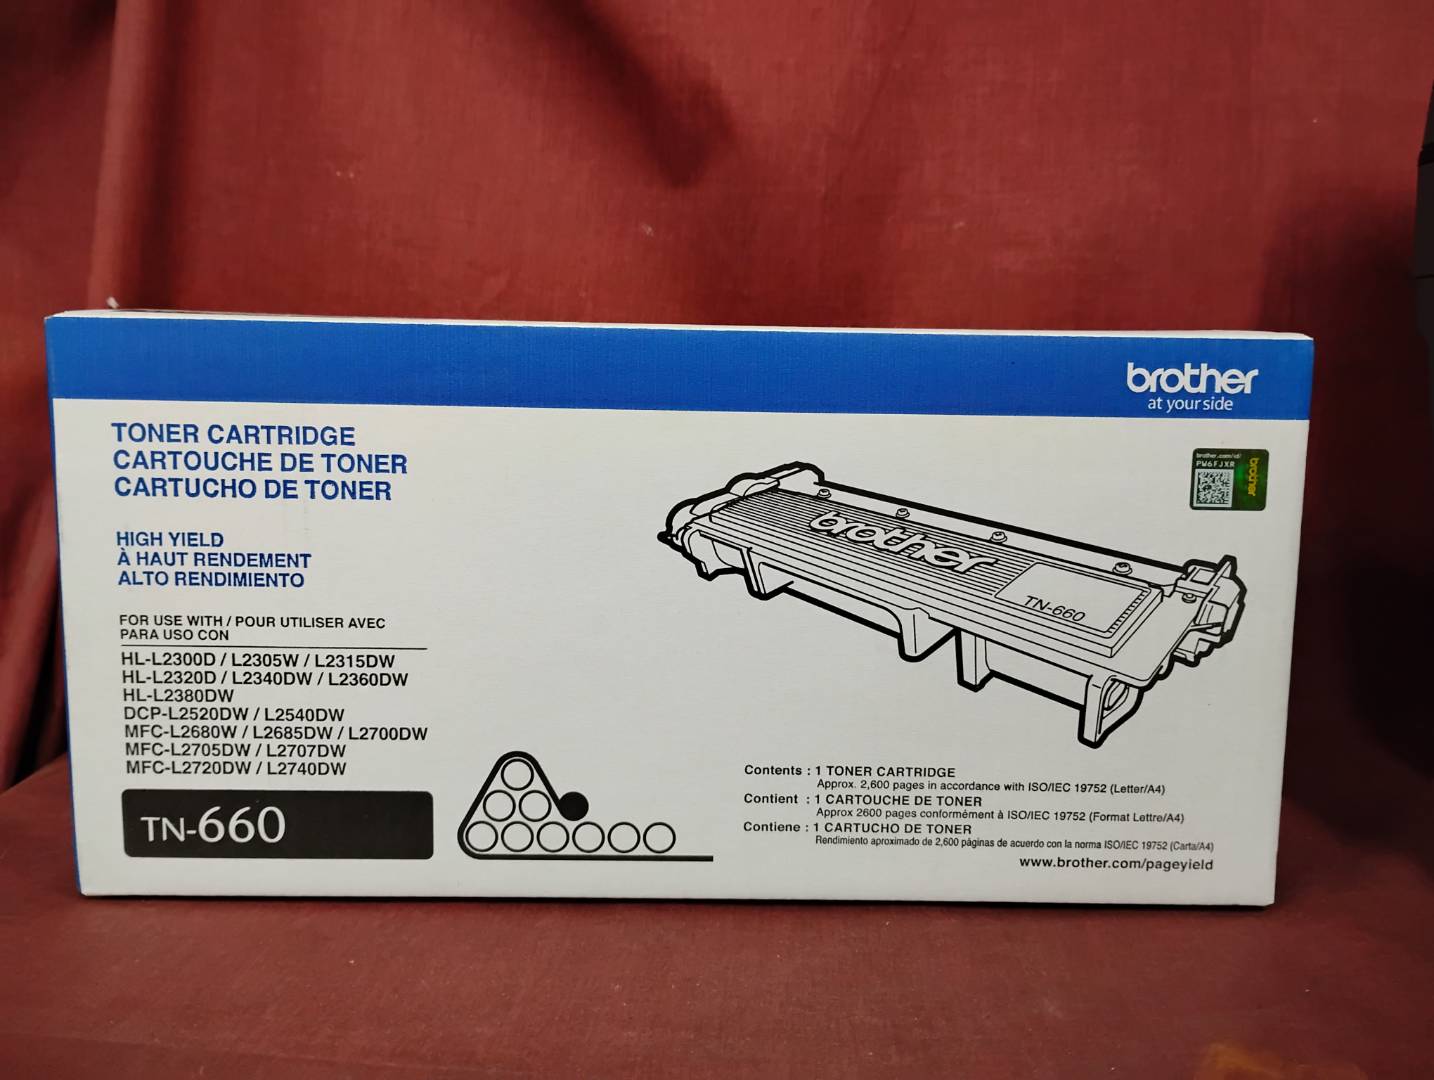 brother
at your side
TONER CARTRIDGE
CARTOUCHE DE TONER
CARTUCHO DE TONER
brother.com/id/
PW6FJXR
brother
HIGH YIELD
À HAUT RENDEMENT
ALTO RENDIMIENTO
brother
TN-660
FOR USE WITH / POUR UTILISER AVEC
PARA USO CON
HL-L2300D / L2305W / L2315DW
HL-L2320D / L2340DW / L2360DW
HL-L2380DW
DCP-L2520DW / L2540DW
MFC-L2680W / L2685DW / L2700DW
MFC-L2705DW / L2707DW
MFC-L2720DW / L2740DW
TN-660
Contents : 1 TONER CARTRIDGE
Approx. 2,600 pages in accordance with ISO/IEC 19752 (Letter/A4)
Contient : 1 CARTOUCHE DE TONER
Approx 2600 pages conformément à ISO/IEC 19752 (Format Lettre/A4)
Contiene : 1 CARTUCHO DE TONER
Rendimiento aproximado de 2,600 páginas de acuerdo con la norma ISO/IEC 19752 (Carta/A4)
www.brother.com/pageyield